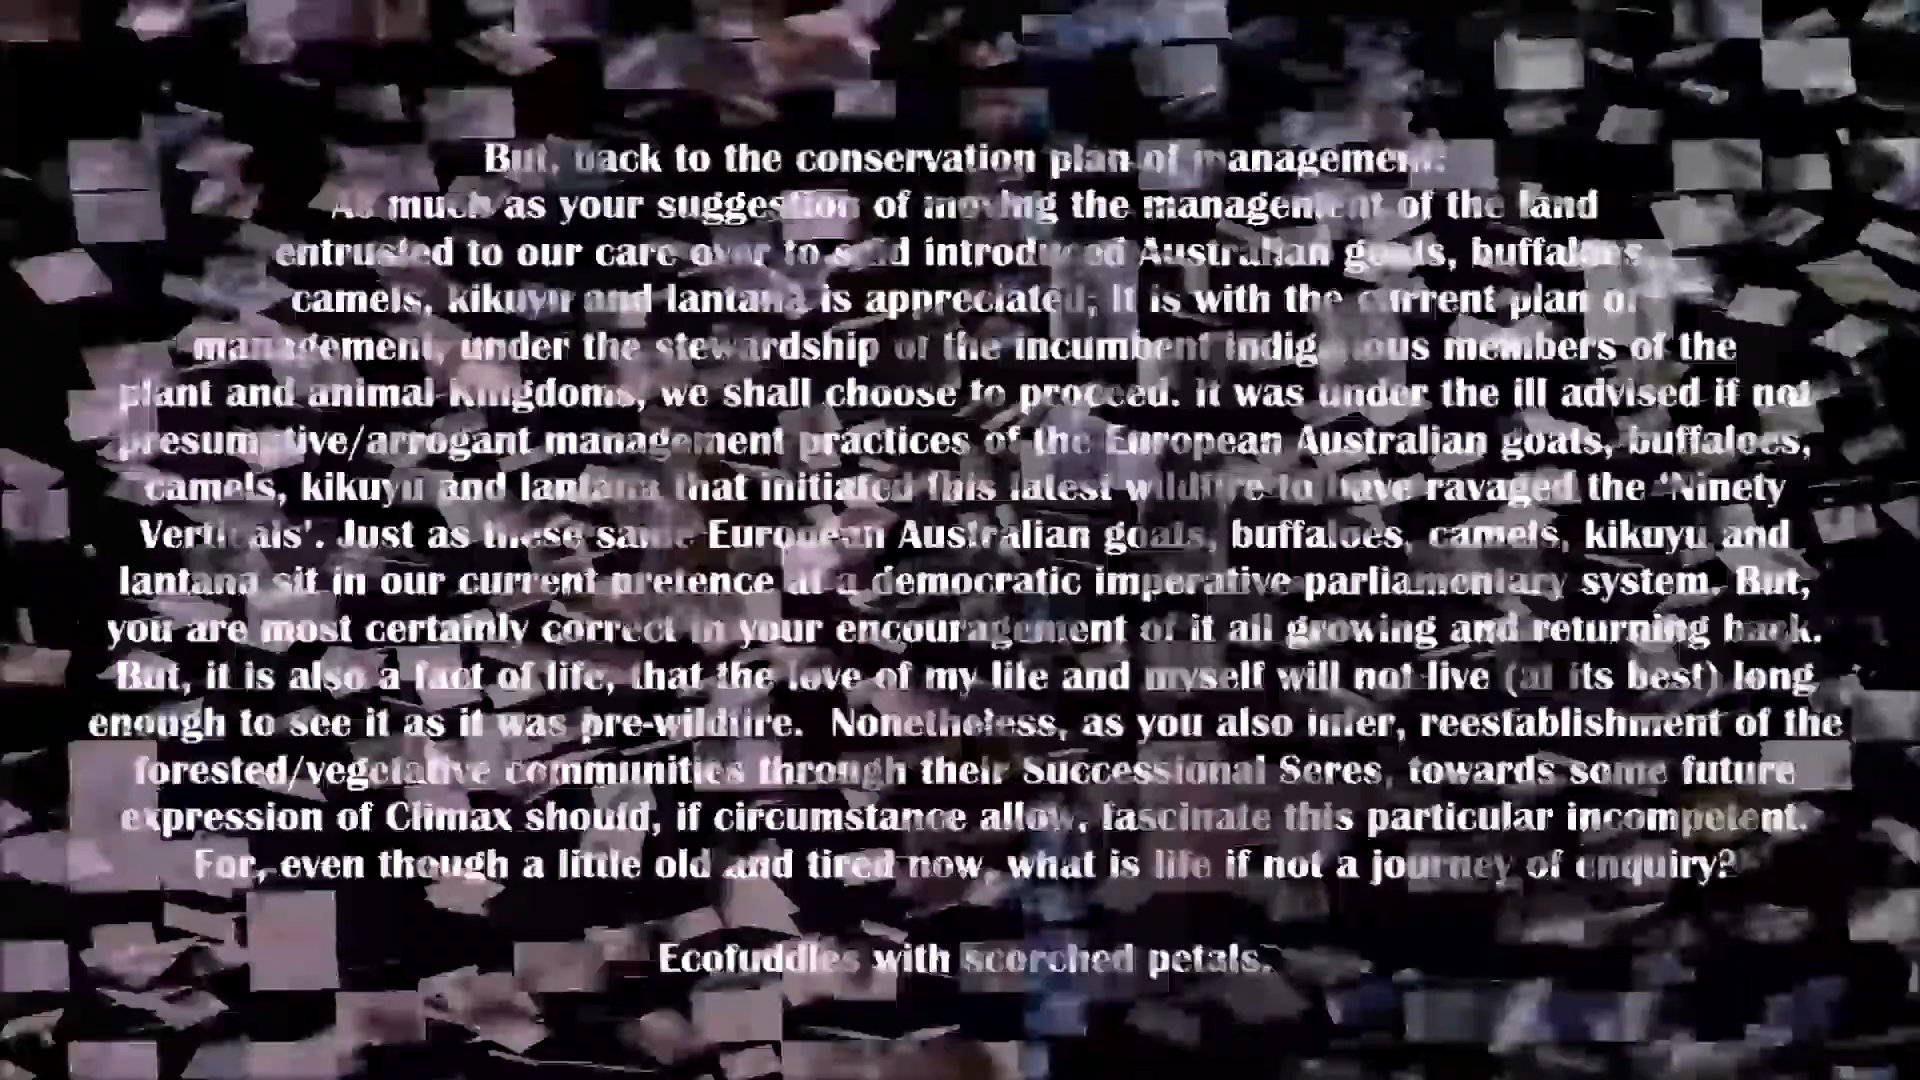 But, back to the conservation plan of management:
As much as your suggestion of moving the management of the land
entrusted to our care over to said introduced Australian goats, buffaloes,
camels, kikuyu and lantana is appreciated; It is with the current plan of
management, under the stewardship of the incumbent indigenous members of the
plant and animal kingdoms, we shall choose to proceed. It was under the ill advised if not
presumptive/arrogant management practices of the European Australian goats, buffaloes,
camels, kikuyu and lantana that initiated this latest wildfire to have ravaged the 'Ninety
Verticals'. Just as these same European Australian goats, buffaloes, camels, kikuyu and
lantana sit in our current pretence at a democratic imperative parliamentary system. But,
you are most certainly correct in your encouragement of it all growing and returning back.
But, it is also a fact of life, that the love of my life and myself will not live (at its best) long
enough to see it as it was pre-wildfire. Nonetheless, as you also infer, reestablishment of the
forested/vegetative communities through their Successional Seres, towards some future
expression of Climax should, if circumstance allow, fascinate this particular incompetent.
For, even though a little old and tired now, what is life if not a journey of enquiry?
Ecofuddles with scorched petals.